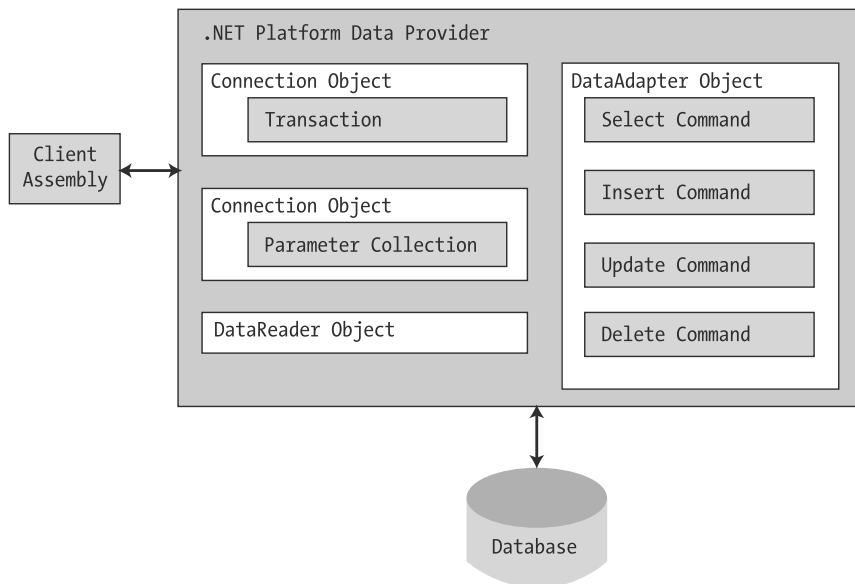 .NET Platform Data Provider
Connection Object
Transaction
Client
Assembly
Connection Object
Parameter Collection
DataReader Object
DataAdapter Object
Select Command
Insert Command
Update Command
Delete Command
Database